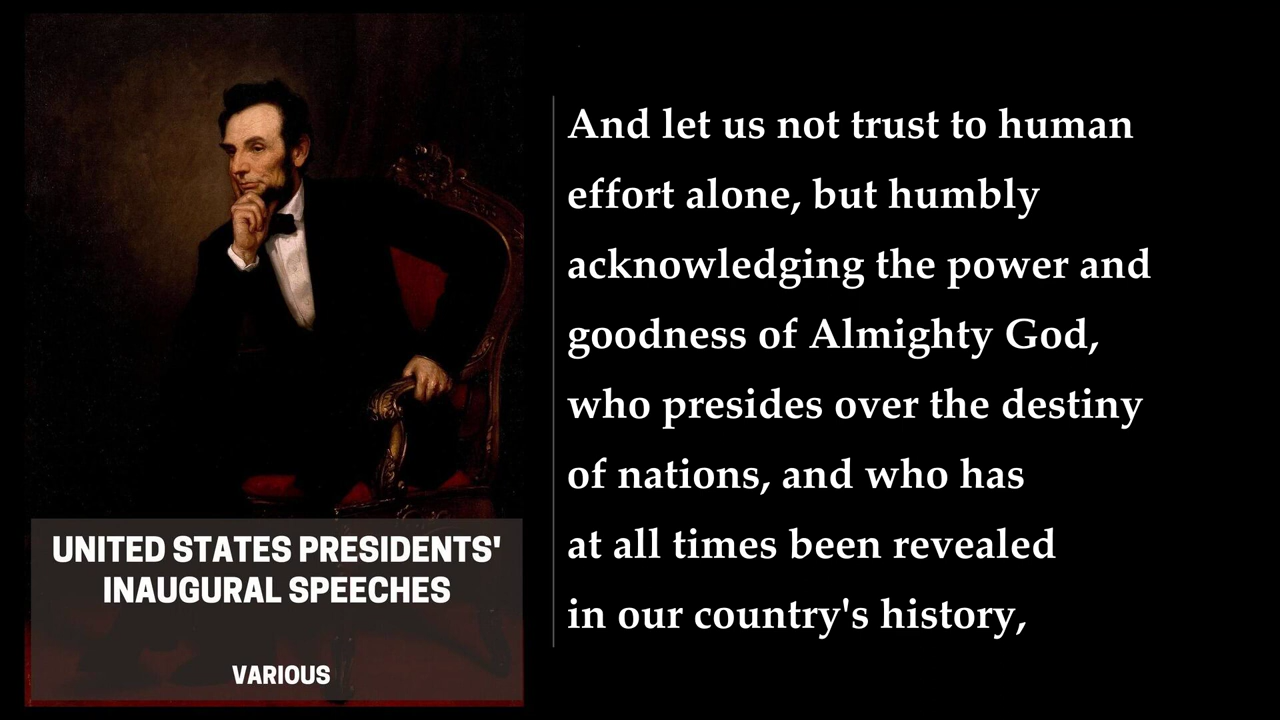 UNITED STATES PRESIDENTS'
INAUGURAL SPEECHES
VARIOUS
And let us not trust to human
effort alone, but humbly
acknowledging the power and
goodness of Almighty God,
who presides over the destiny
of nations, and who has
at all times been revealed
in our country's history,